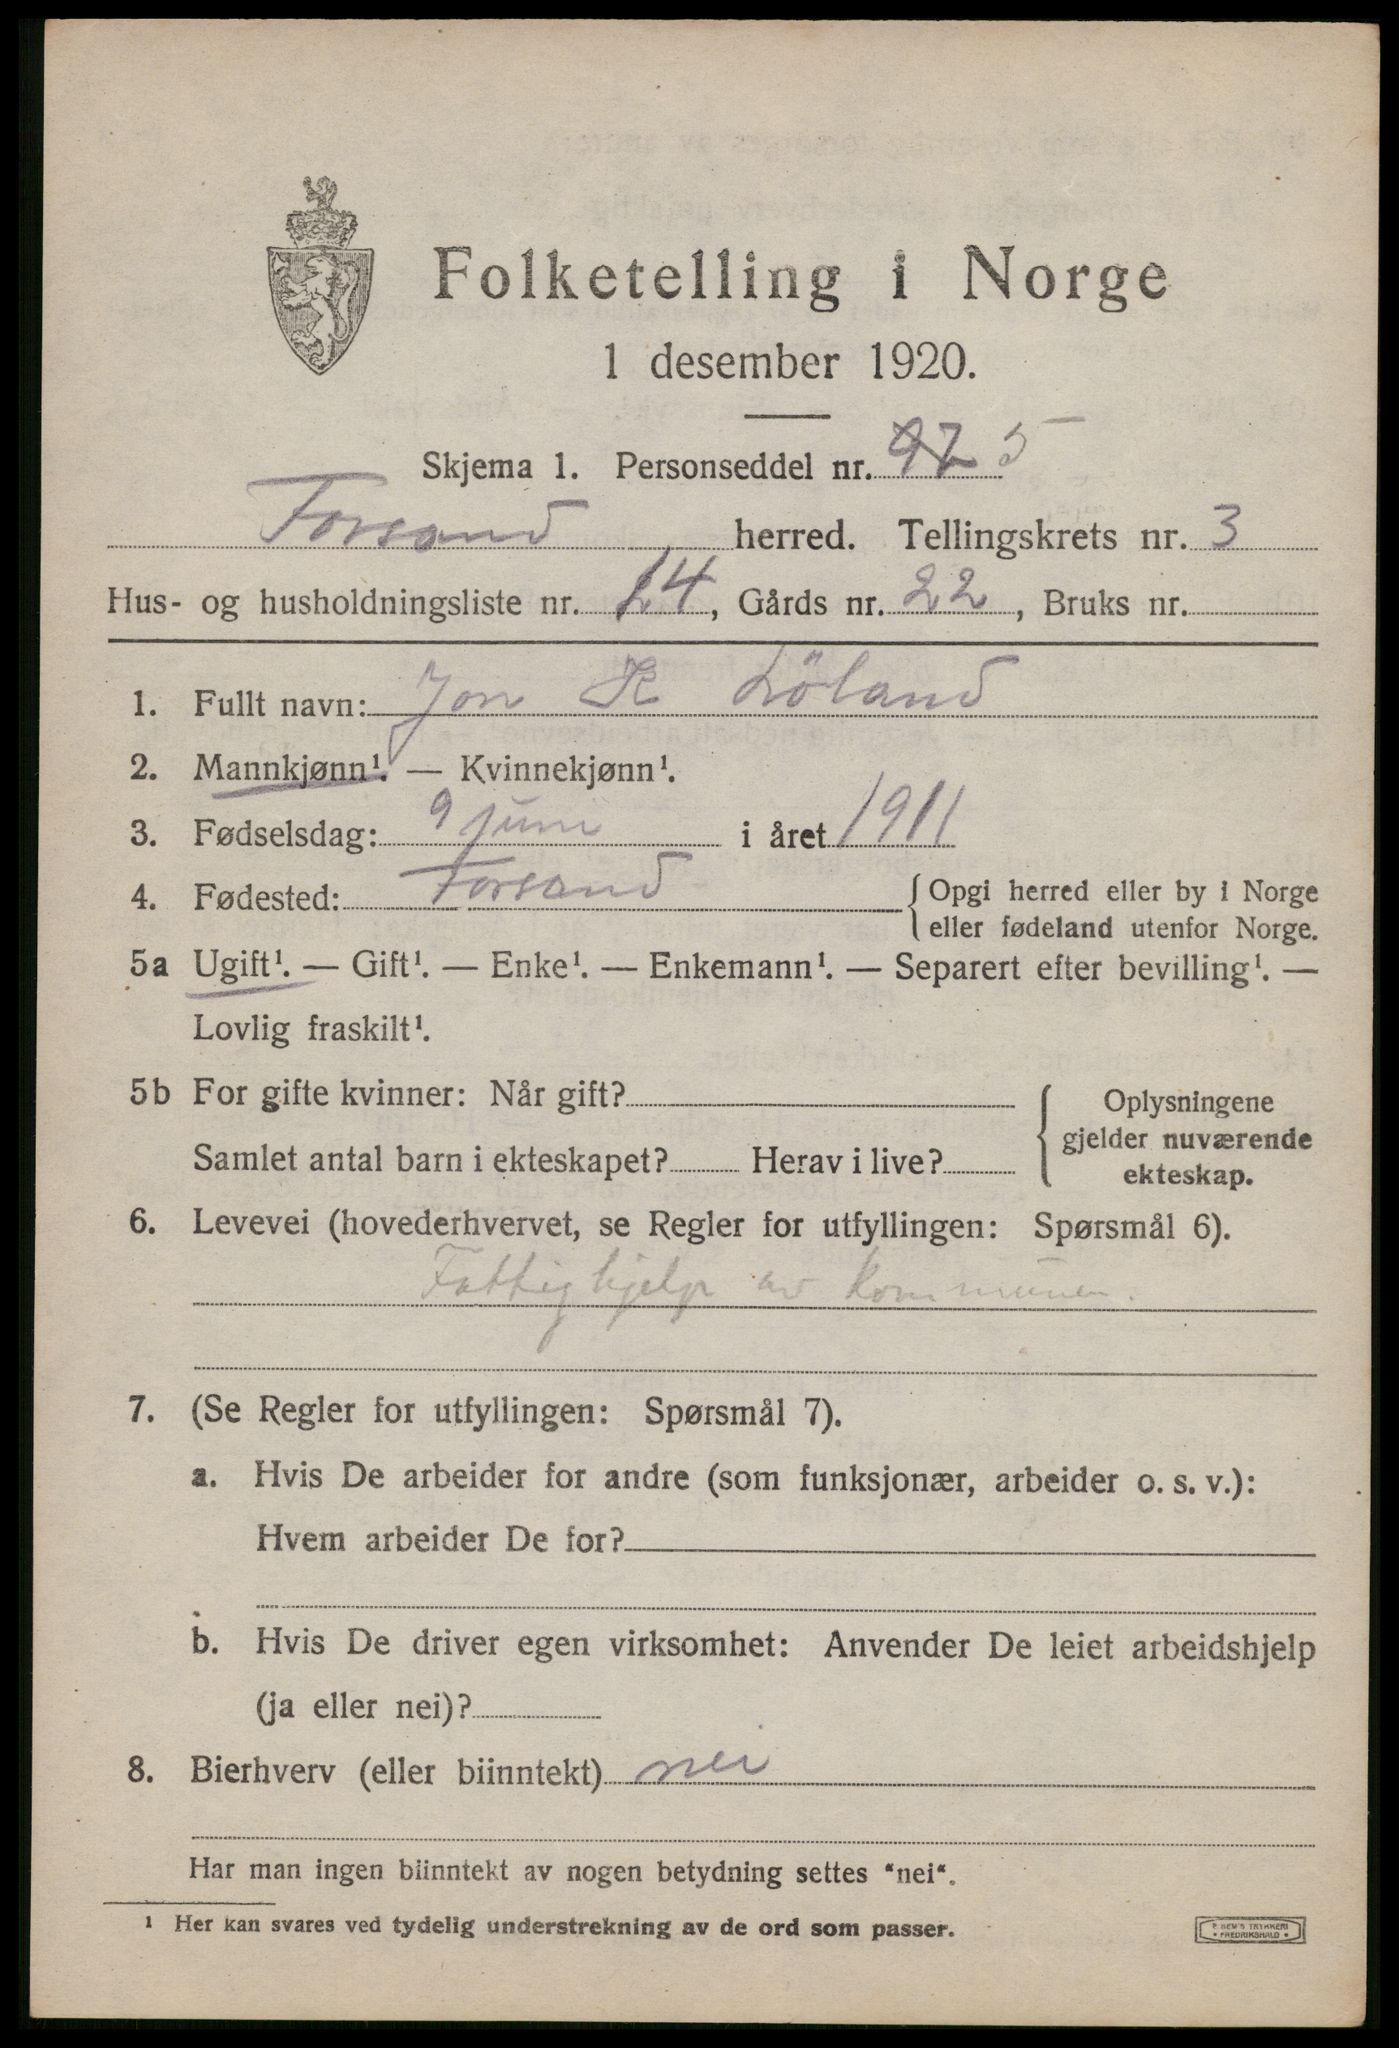 Folketelling i Norge
1 desember 1920.
Skjema 1. Personseddel nr. 97 5
Forsand herred. Tellingskrets nr. 3
Hus- og husholdningsliste nr. 14, Gårds nr. 22, Bruks nr.
1. Fullt navn: Jon K Löland
2. Mannkjønn¹. — Kvinnekjønn¹.
3. Fødselsdag: 9 juni i året 1911
4. Fødested: Forsand { Opgi herred eller by i Norge
eller fødeland utenfor Norge.
5a Ugift¹. — Gift¹. — Enke¹. — Enkemann¹. — Separert efter bevilling¹. —
Lovlig fraskilt¹.
5b For gifte kvinner: Når gift?
Samlet antal barn i ekteskapet? Herav i live?
Oplysningene
gjelder nuværende
ekteskap.
6. Levevei (hovederhvervet, se Regler for utfyllingen: Spørsmål 6).
Fattighjelp av kommunen.
7. (Se Regler for utfyllingen: Spørsmål 7).
a. Hvis De arbeider for andre (som funksjonær, arbeider o. s. v.):
Hvem arbeider De for?
b. Hvis De driver egen virksomhet: Anvender De leiet arbeidshjelp
(ja eller nei)?
8. Bierhverv (eller biinntekt) nei
Har man ingen biinntekt av nogen betydning settes "nei".
¹ Her kan svares ved tydelig understrekning av de ord som passer.
TRYKKERI
FREDRIKSHALD